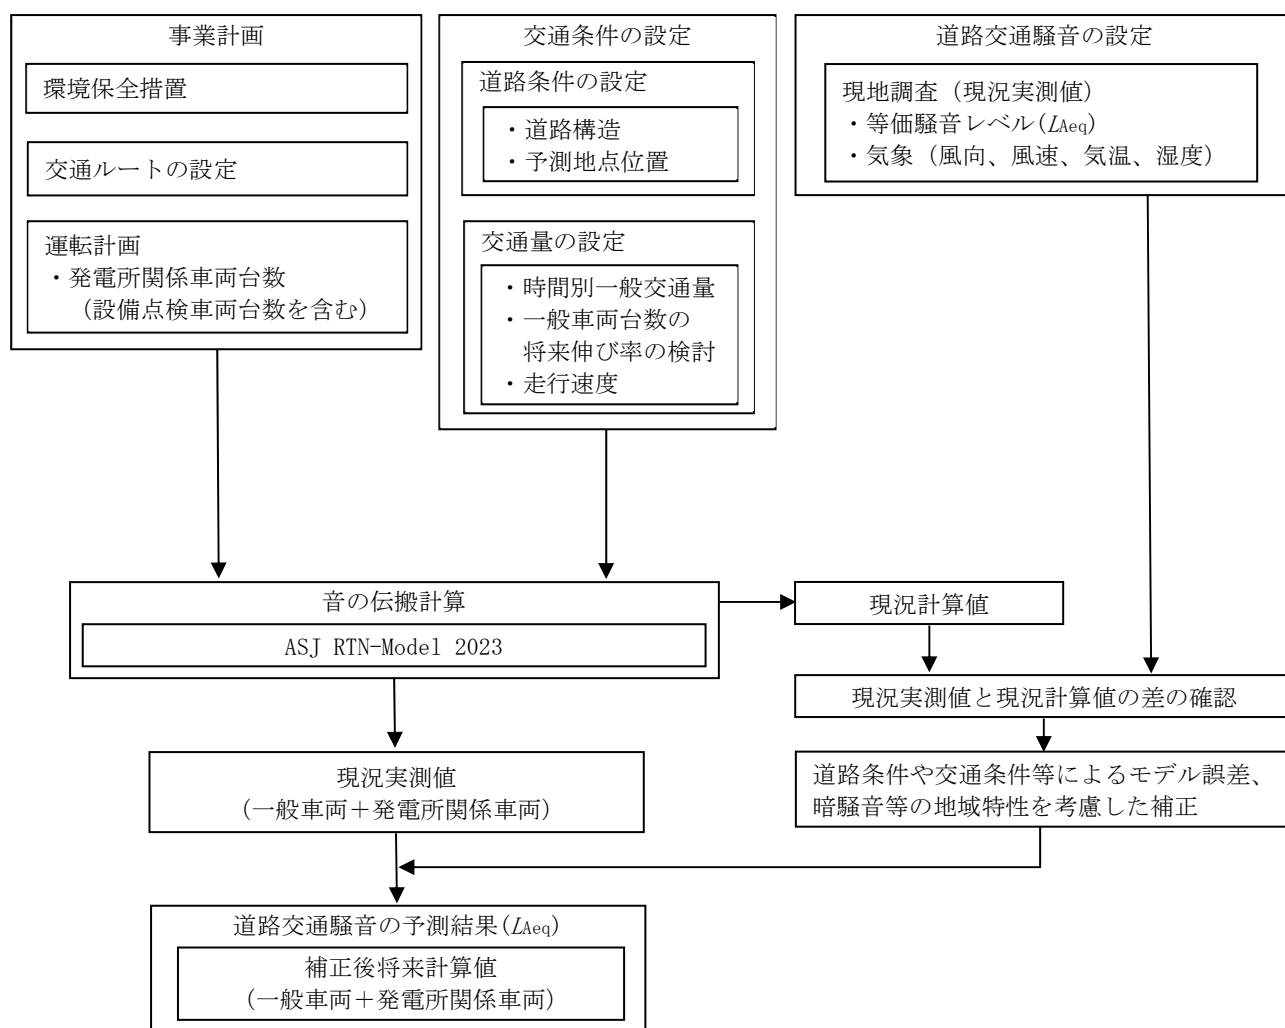 事業計画
環境保全措置
交通ルートの設定
運転計画
・発電所関係車両台数
（設備点検車両台数を含む）
交通条件の設定
道路条件の設定
・道路構造
・予測地点位置
交通量の設定
・時間別一般交通量
・一般車両台数の
将来伸び率の検討
・走行速度
道路交通騒音の設定
現地調査（現況実測値）
・等価騒音レベル(LAeq)
・気象（風向、風速、気温、湿度）
音の伝搬計算
ASJ RTN-Model 2023
現況計算値
現況実測値と現況計算値の差の確認
現況実測値
（一般車両＋発電所関係車両）
道路条件や交通条件等によるモデル誤差、
暗騒音等の地域特性を考慮した補正
道路交通騒音の予測結果(LAeq)
補正後将来計算値
（一般車両＋発電所関係車両）